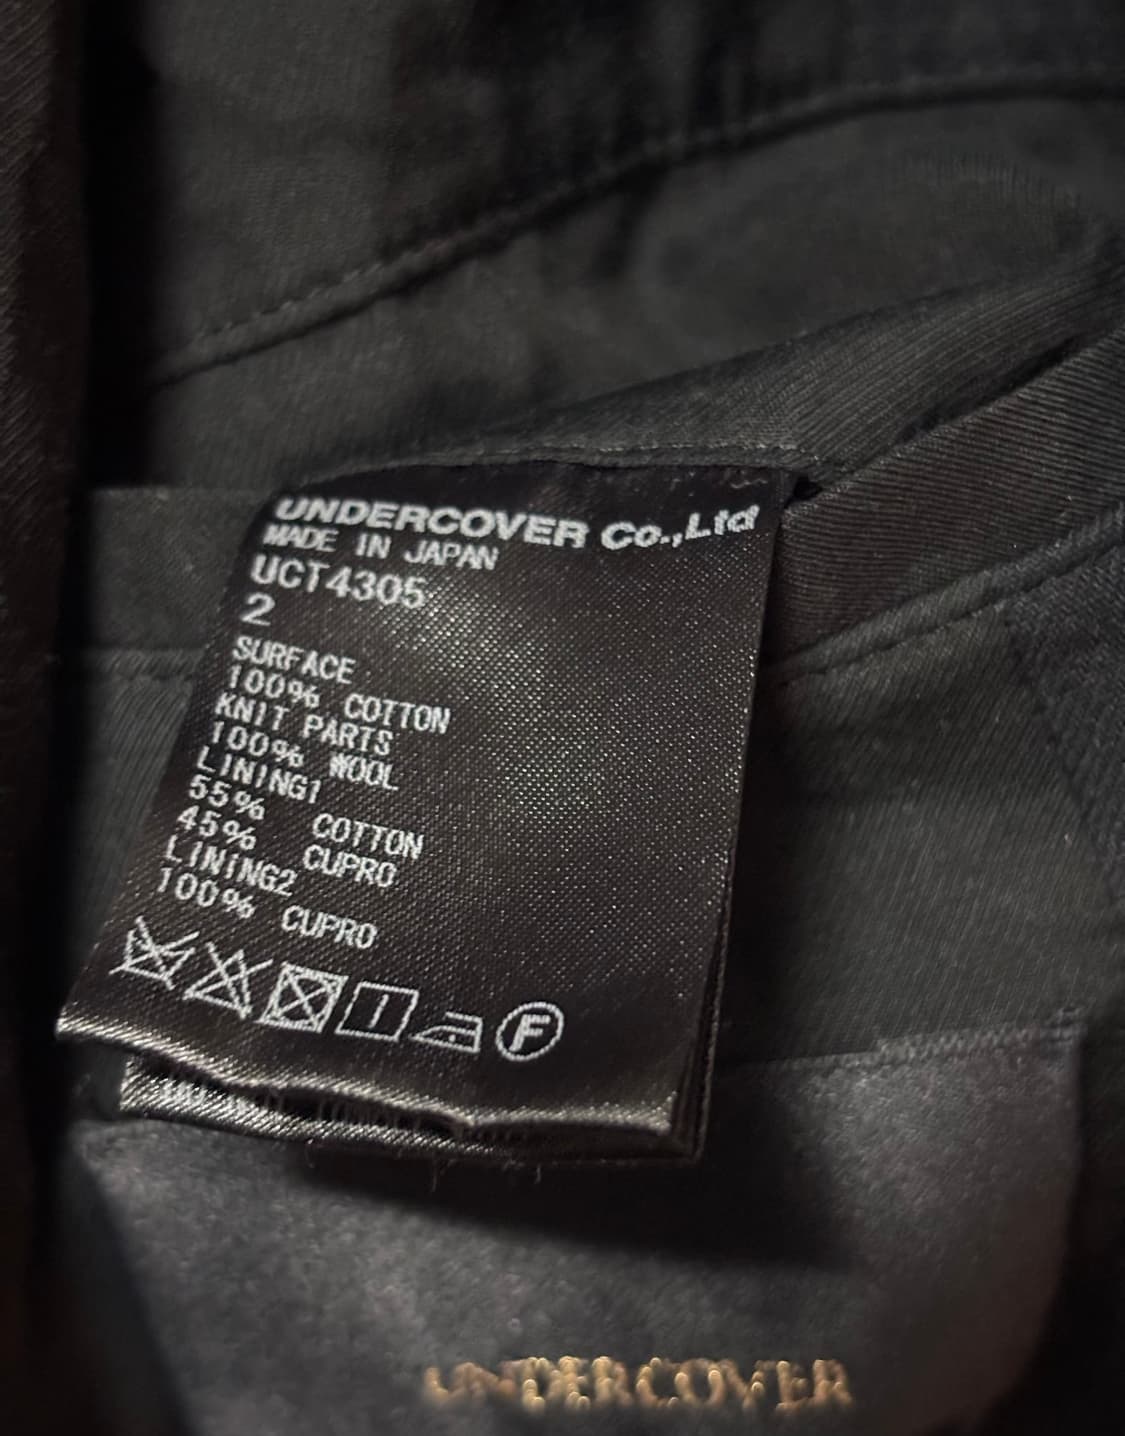 UNDERCOVER Co.,Ltd
MADE IN JAPAN
UCT4305
2
SURFACE
100% COTTON
KNIT PARTS
100% WOOL
LINING1
55% COTTON
45% CUPRO
LINING2
100% CUPRO
F
UNDERCOVER